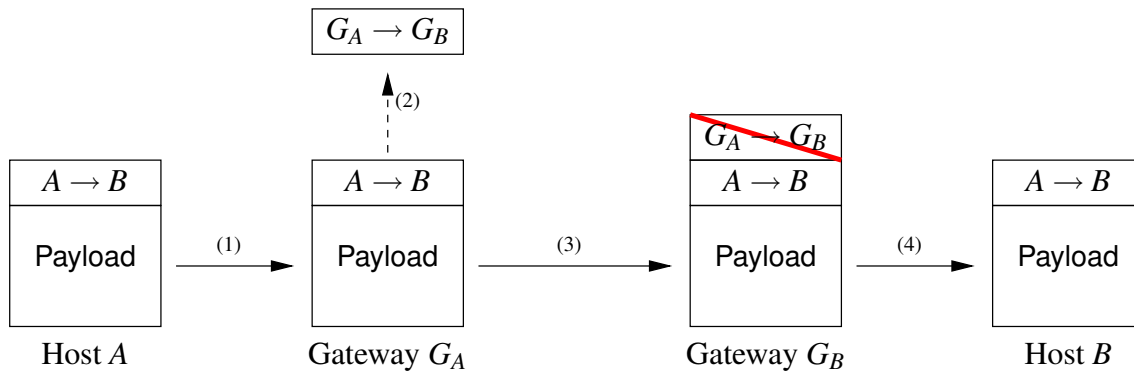 G_A → G_B
(2)
G_A → G_B
A → B
A → B
A → B
A → B
Payload
(1)
Payload
(3)
Payload
(4)
Payload
Host A
Gateway G_A
Gateway G_B
Host B